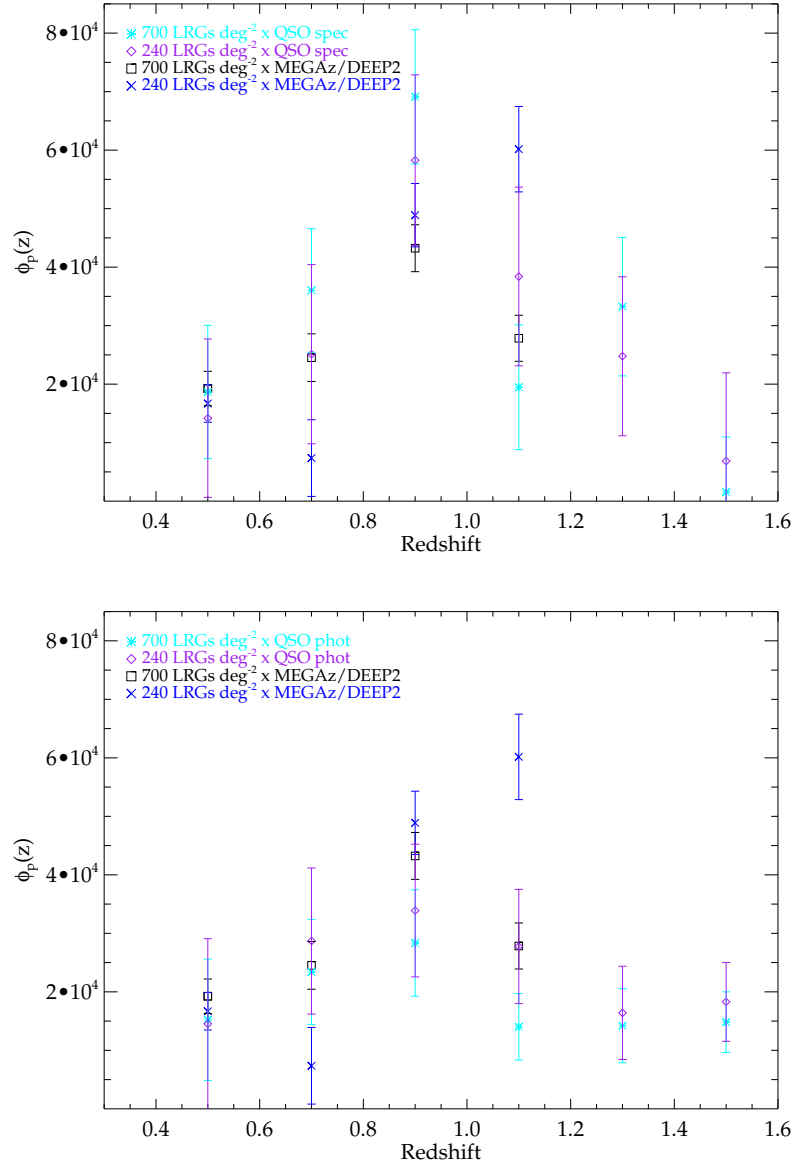 8•10⁴
6•10⁴
4•10⁴
2•10⁴
ϕₚ(z)
700 LRGs deg⁻² x QSO spec
240 LRGs deg⁻² x QSO spec
700 LRGs deg⁻² x MEGAz/DEEP2
240 LRGs deg⁻² x MEGAz/DEEP2
0.4 0.6 0.8 1.0 1.2 1.4 1.6
Redshift
8•10⁴
6•10⁴
4•10⁴
2•10⁴
ϕₚ(z)
700 LRGs deg⁻² x QSO phot
240 LRGs deg⁻² x QSO phot
700 LRGs deg⁻² x MEGAz/DEEP2
240 LRGs deg⁻² x MEGAz/DEEP2
0.4 0.6 0.8 1.0 1.2 1.4 1.6
Redshift